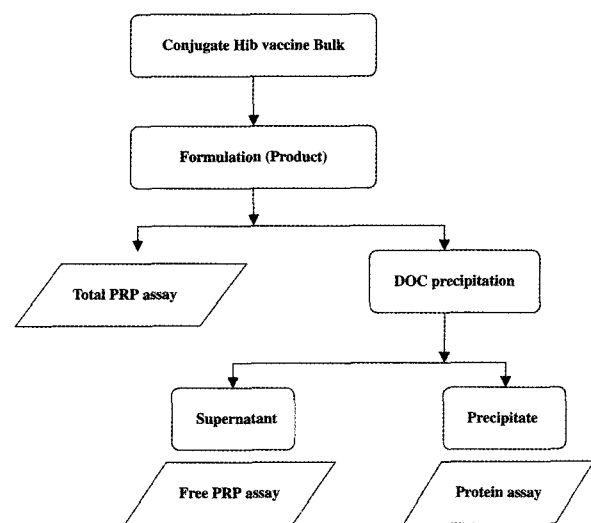 Conjugate Hib vaccine Bulk
Formulation (Product)
Total PRP assay
DOC precipitation
Supernatant
Precipitate
Free PRP assay
Protein assay